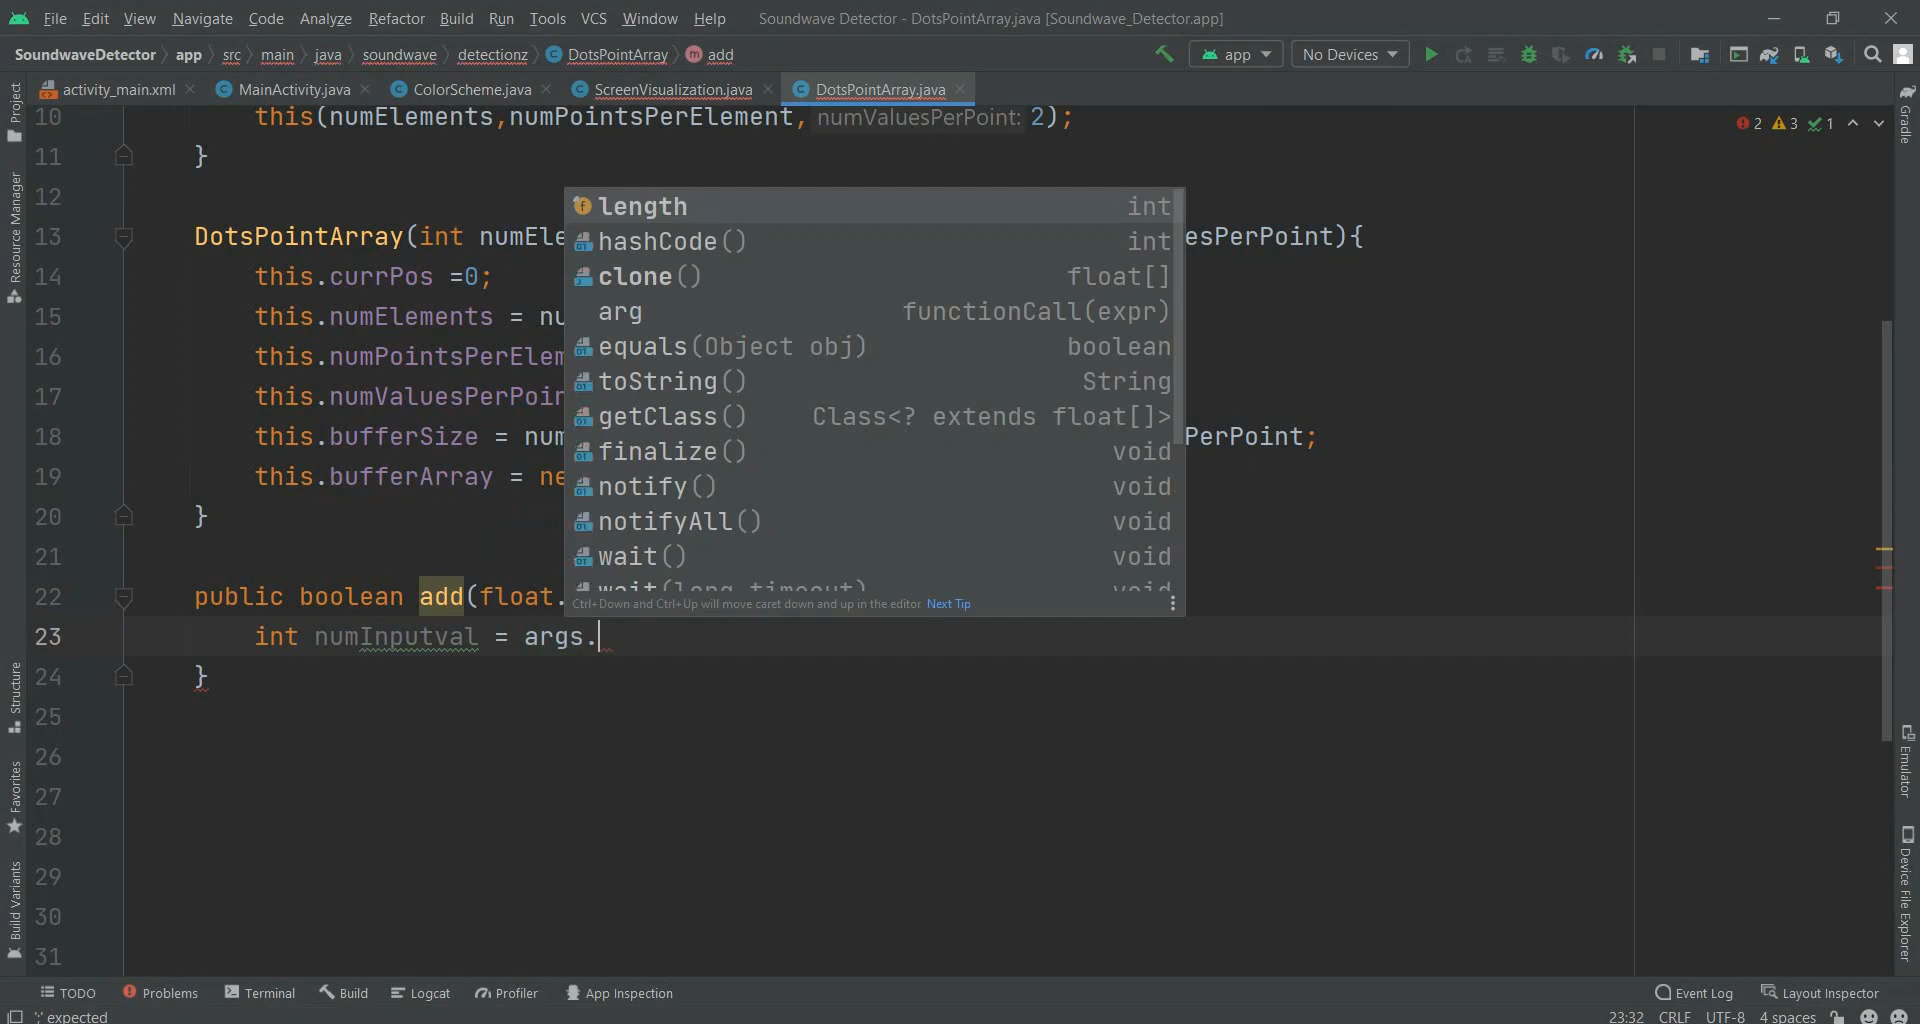 File Edit View Navigate Code Analyze Refactor Build Run Tools VCS Window Help Soundwave Detector - DotsPointArray.java [Soundwave_Detector.app]
SoundwaveDetector app src main java soundwave detectionz DotsPointArray add app No Devices
activity_main.xml MainActivity.java ColorScheme.java ScreenVisualization.java DotsPointArray.java
10 this(numElements,numPointsPerElement, numValuesPerPoint: 2);
2 3 1
11 }
12
13 DotsPointArray(int numEle esPerPoint){
14 this.currPos =0;
15 this.numElements = nu
16 this.numPointsPerElem
17 this.numValuesPerPoin
18 this.bufferSize = num PerPoint;
19 this.bufferArray = ne
20 }
21
22 public boolean add(float.
23 int numInputval = args.
24 }
25
26
27
28
29
30
31
length int
hashCode() int
clone() float[]
arg functionCall(expr)
equals(Object obj) boolean
toString() String
getClass() Class<? extends float[]>
finalize() void
notify() void
notifyAll() void
wait() void
wait(long timeout) void
Ctrl+Down and Ctrl+Up will move caret down and up in the editor Next Tip
Project
Resource Manager
Structure
Favorites
Build Variants
Gradle
Emulator
Device File Explorer
TODO Problems Terminal Build Logcat Profiler App Inspection Event Log Layout Inspector
';' expected 23:32 CRLF UTF-8 4 spaces